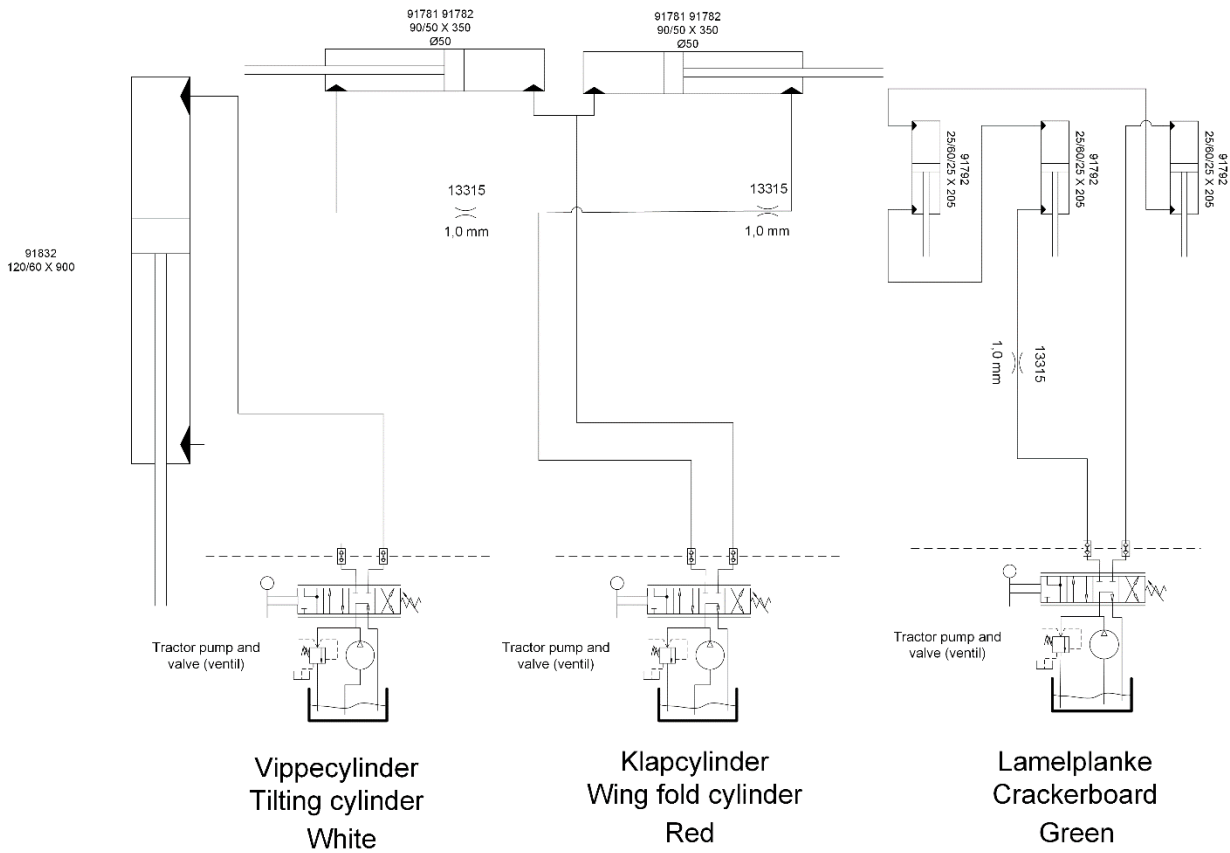 91781 91782
90/50 X 350
Ø50
91781 91782
90/50 X 350
Ø50
91792
25/60/25 X 205
91792
25/60/25 X 205
91792
25/60/25 X 205
13315
1,0 mm
13315
1,0 mm
91832
120/60 X 900
13315
1,0 mm
Tractor pump and
valve (ventil)
Tractor pump and
valve (ventil)
Tractor pump and
valve (ventil)
Vippecylinder
Tilting cylinder
White
Klapcylinder
Wing fold cylinder
Red
Lamelplanke
Crackerboard
Green